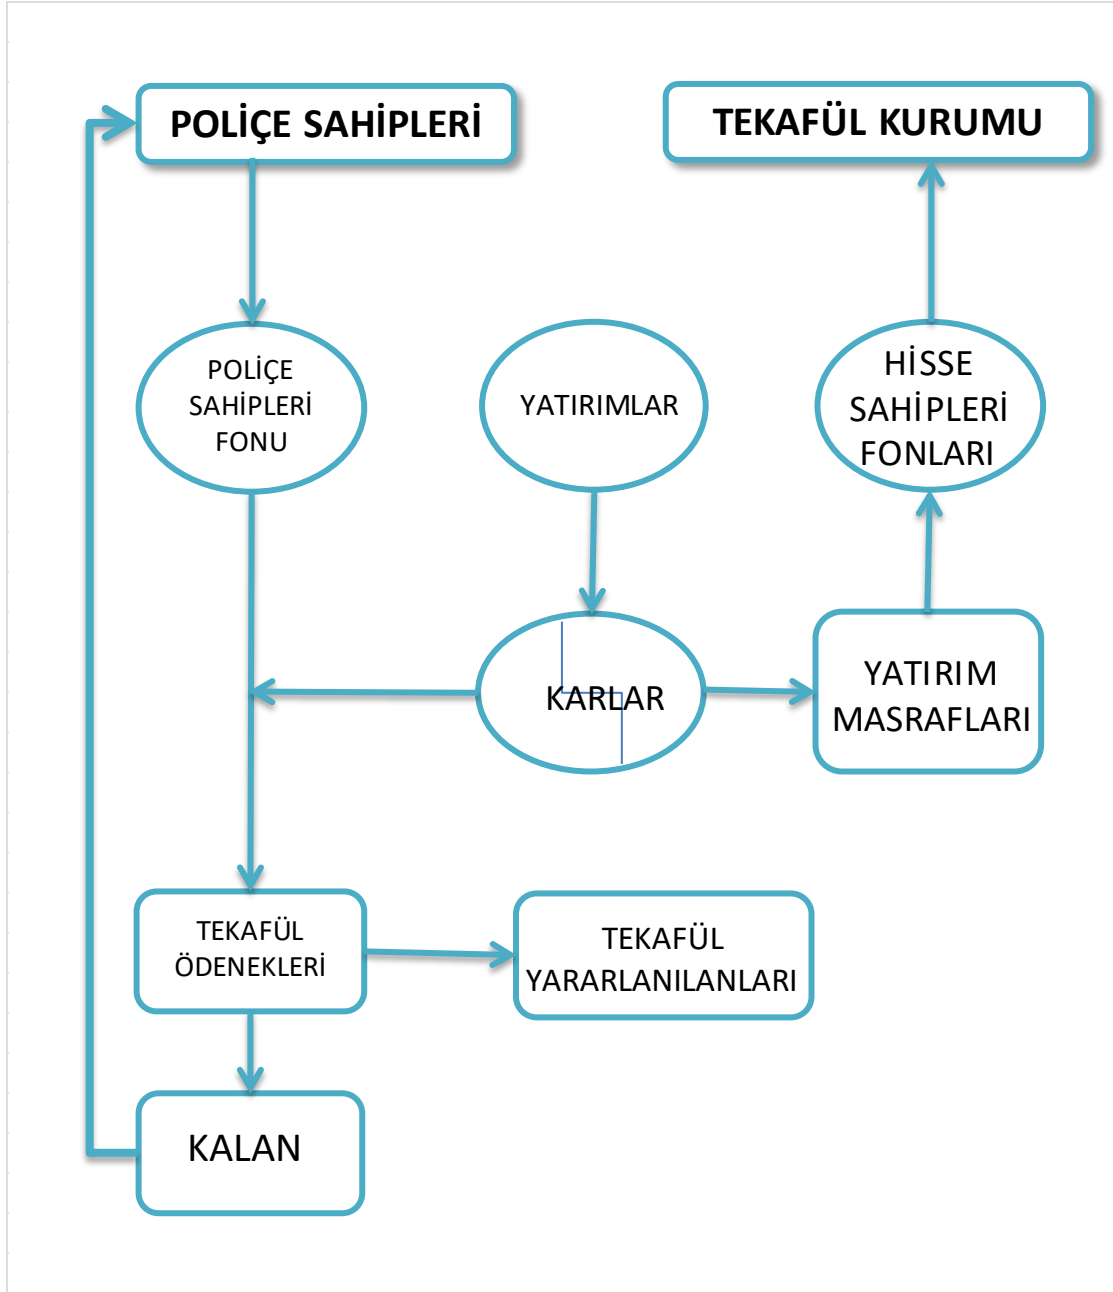 POLİÇE SAHİPLERİ
TEKAFÜL KURUMU
POLİÇE
SAHİPLERİ
FONU
YATIRIMLAR
HİSSE
SAHİPLERİ
FONLARI
KARLAR
YATIRIM
MASRAFLARI
TEKAFÜL
ÖDENEKLERİ
TEKAFÜL
YARARLANILANLARI
KALAN